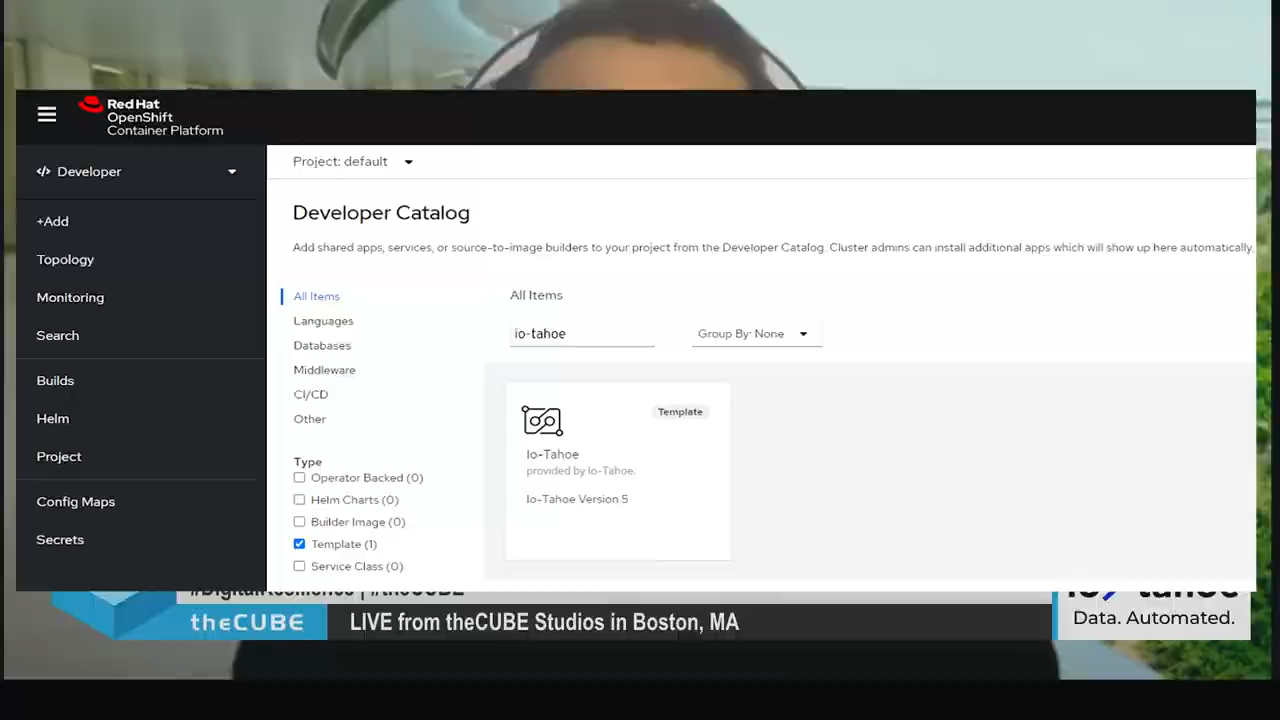 Red Hat
OpenShift
Container Platform
Developer
+Add
Topology
Monitoring
Search
Builds
Helm
Project
Config Maps
Secrets
Project: default
Developer Catalog
Add shared apps, services, or source-to-image builders to your project from the Developer Catalog. Cluster admins can install additional apps which will show up here automatically.
All Items
Languages
Databases
Middleware
CI/CD
Other
Type
Operator Backed (0)
Helm Charts (0)
Builder Image (0)
Template (1)
Service Class (0)
All Items
io-tahoe
Group By: None
Template
Io-Tahoe
provided by Io-Tahoe.
Io-Tahoe Version 5
#DigitalResilience | #theCUBE
theCUBE
LIVE from theCUBE Studios in Boston, MA
io tahoe
Data. Automated.